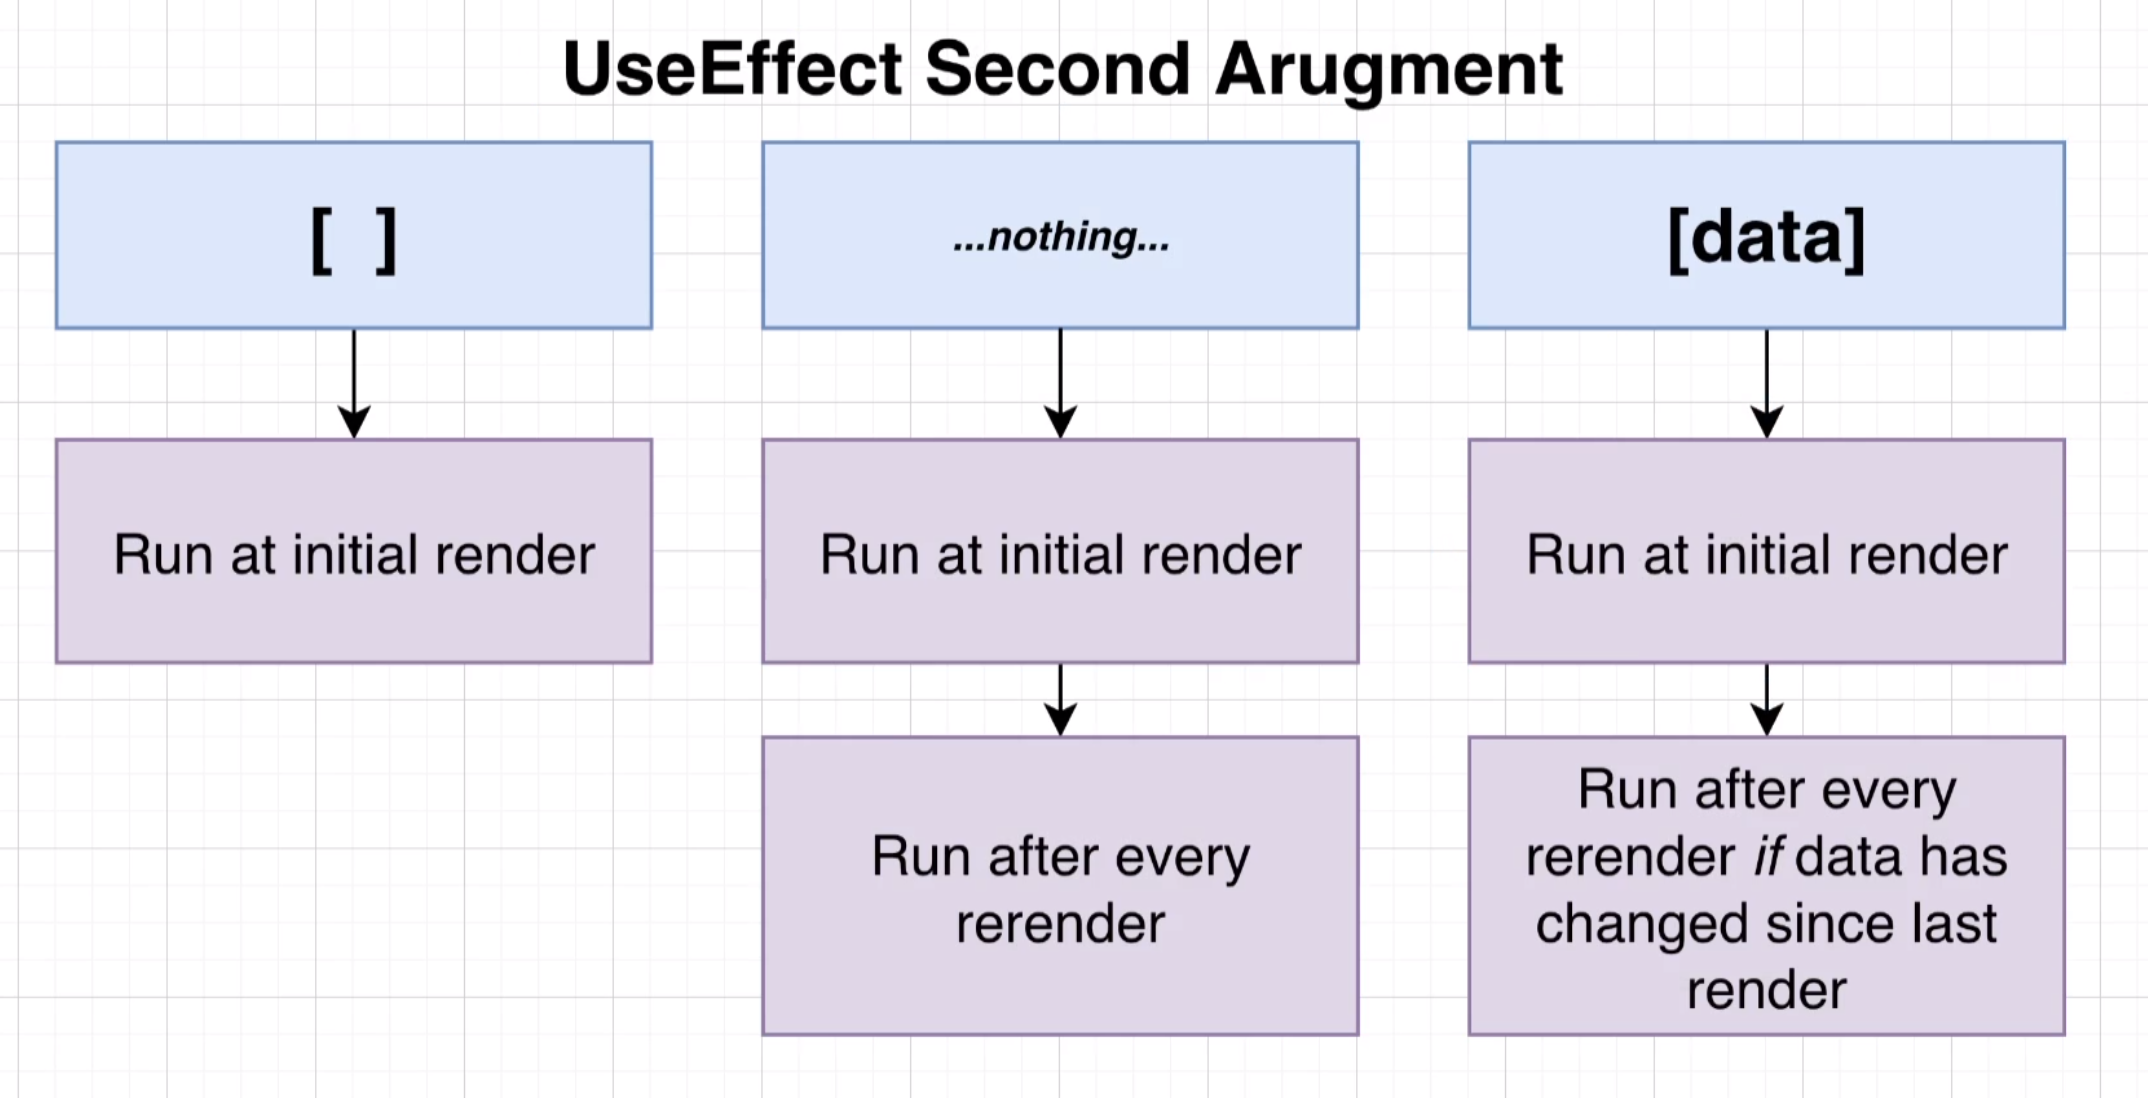 UseEffect Second Arugment
[ ]
...nothing...
[data]
Run at initial render
Run at initial render
Run at initial render
Run after every
rerender
Run after every
rerender if data has
changed since last
render